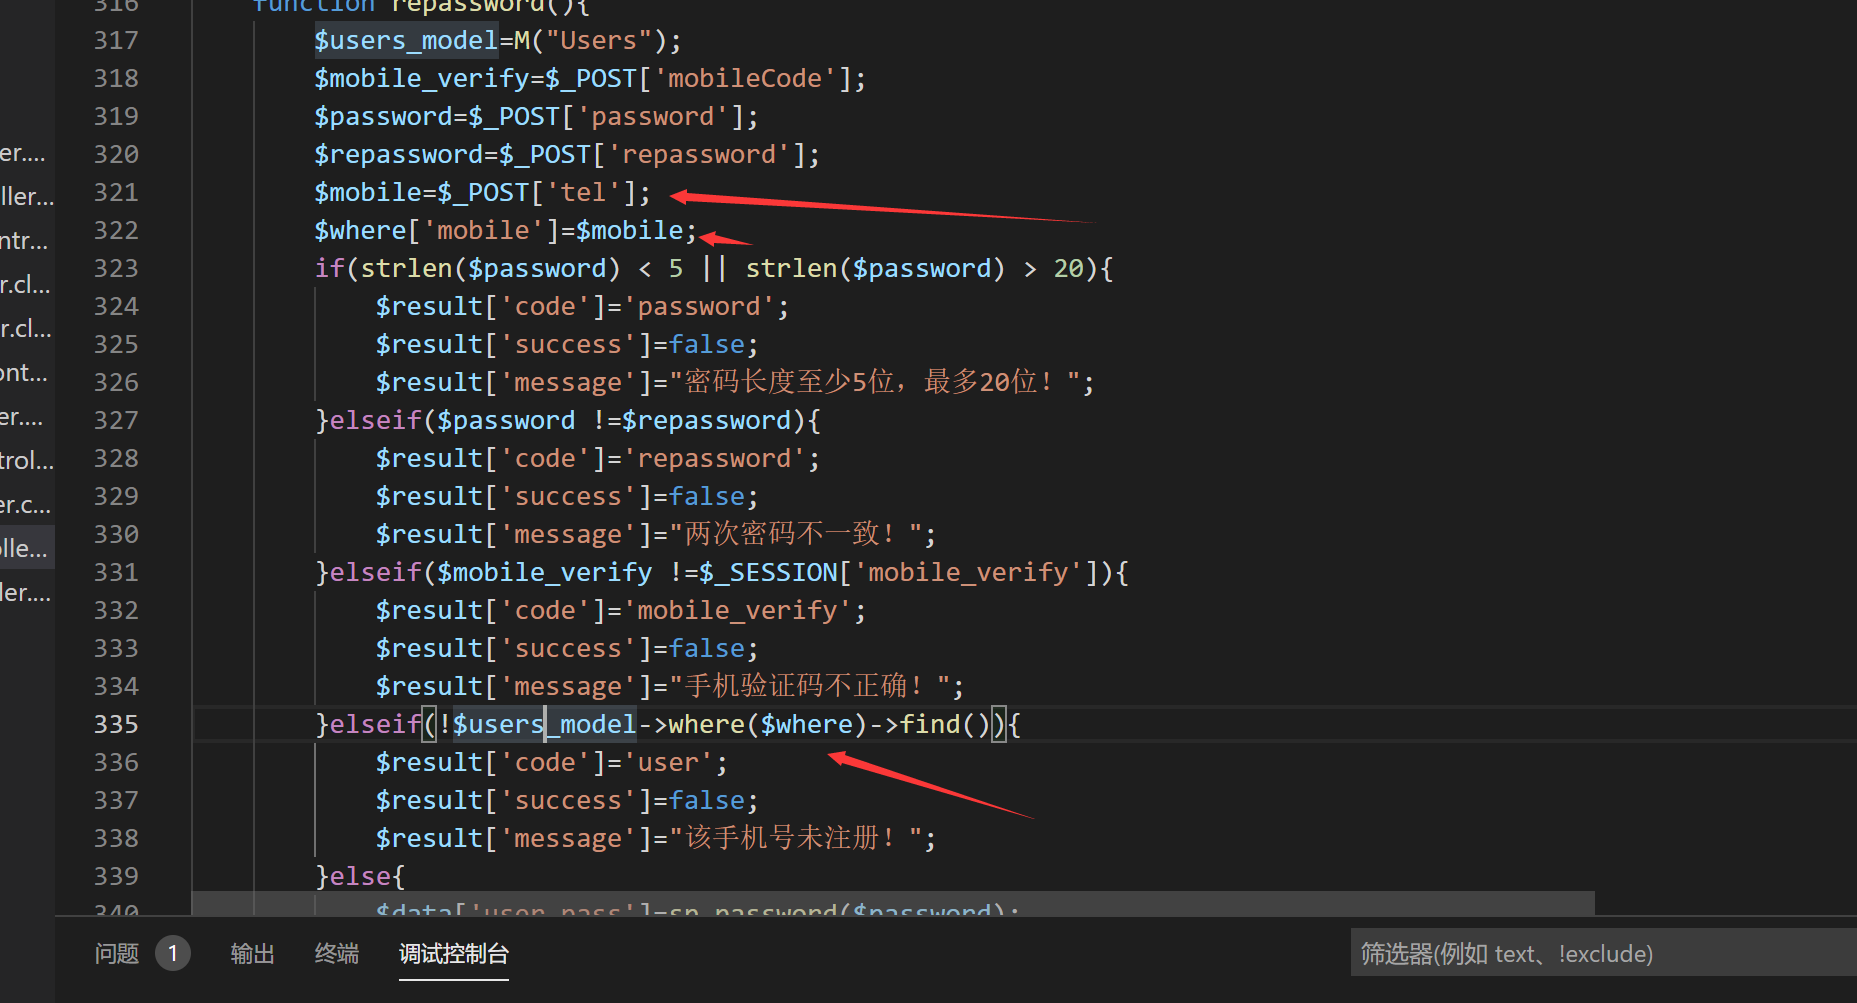 316 function repassword(){
317 $users_model=M("Users");
318 $mobile_verify=$_POST['mobileCode'];
319 $password=$_POST['password'];
er....
320 $repassword=$_POST['repassword'];
ller...
321 $mobile=$_POST['tel'];
ntr...
322 $where['mobile']=$mobile;
323 if(strlen($password) < 5 || strlen($password) > 20){
r.cl...
324 $result['code']='password';
r.cl...
325 $result['success']=false;
ont...
326 $result['message']="密码长度至少5位，最多20位！";
er....
327 }elseif($password !=$repassword){
trol...
328 $result['code']='repassword';
er.c...
329 $result['success']=false;
330 $result['message']="两次密码不一致！";
olle...
331 }elseif($mobile_verify !=$_SESSION['mobile_verify']){
ler....
332 $result['code']='mobile_verify';
333 $result['success']=false;
334 $result['message']="手机验证码不正确！";
335 }elseif(!$users_model->where($where)->find()){
336 $result['code']='user';
337 $result['success']=false;
338 $result['message']="该手机号未注册！";
339 }else{
340 $data['user_pass']=sp_password($password);
问题 1 输出 终端 调试控制台 筛选器(例如 text、!exclude)